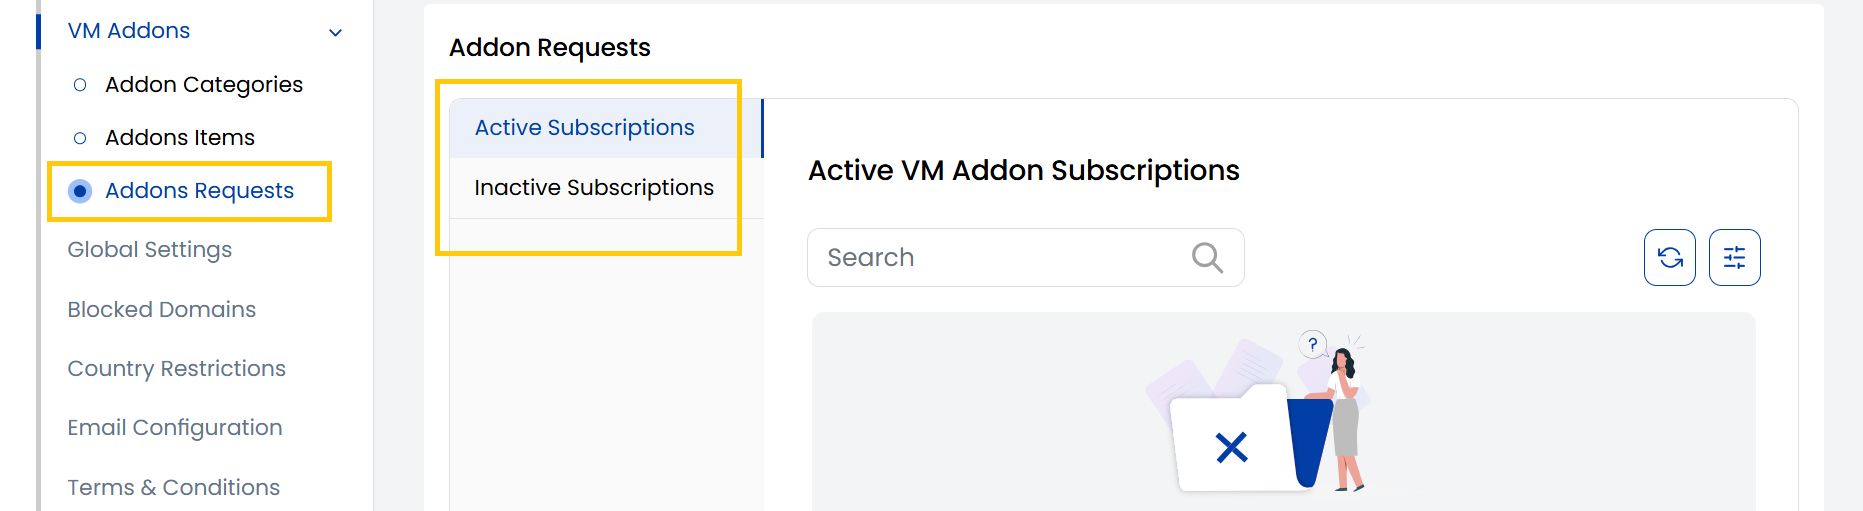 VM Addons
Addon Categories
Addons Items
Addons Requests
Global Settings
Blocked Domains
Country Restrictions
Email Configuration
Terms & Conditions
Addon Requests
Active Subscriptions
Inactive Subscriptions
Active VM Addon Subscriptions
Search
?